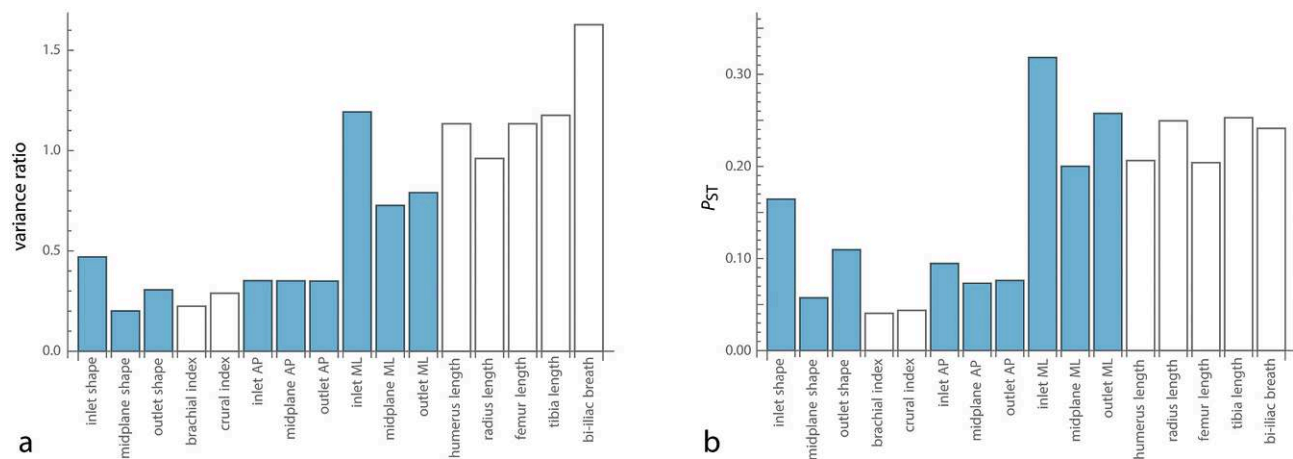 variance ratio
1.5
1.0
0.5
0.0
inlet shape
midplane shape
outlet shape
brachial index
crural index
inlet AP
midplane AP
outlet AP
inlet ML
midplane ML
outlet ML
humerus length
radius length
femur length
tibia length
bi-iliac breath
a
PST
0.30
0.20
0.10
0.00
inlet shape
midplane shape
outlet shape
brachial index
crural index
inlet AP
midplane AP
outlet AP
inlet ML
midplane ML
outlet ML
humerus length
radius length
femur length
tibia length
bi-iliac breath
b